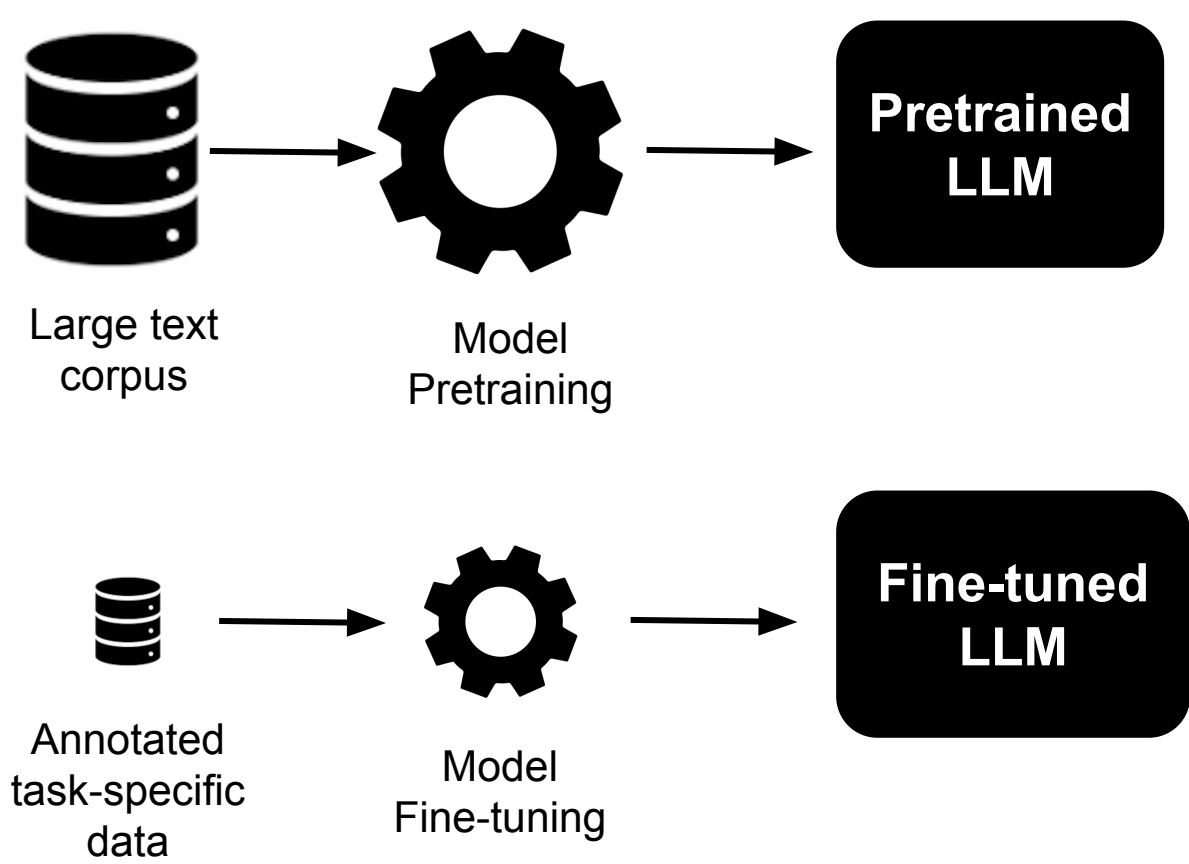 Pretrained
LLM
Large text
corpus
Model
Pretraining
Fine-tuned
LLM
Annotated
task-specific
data
Model
Fine-tuning